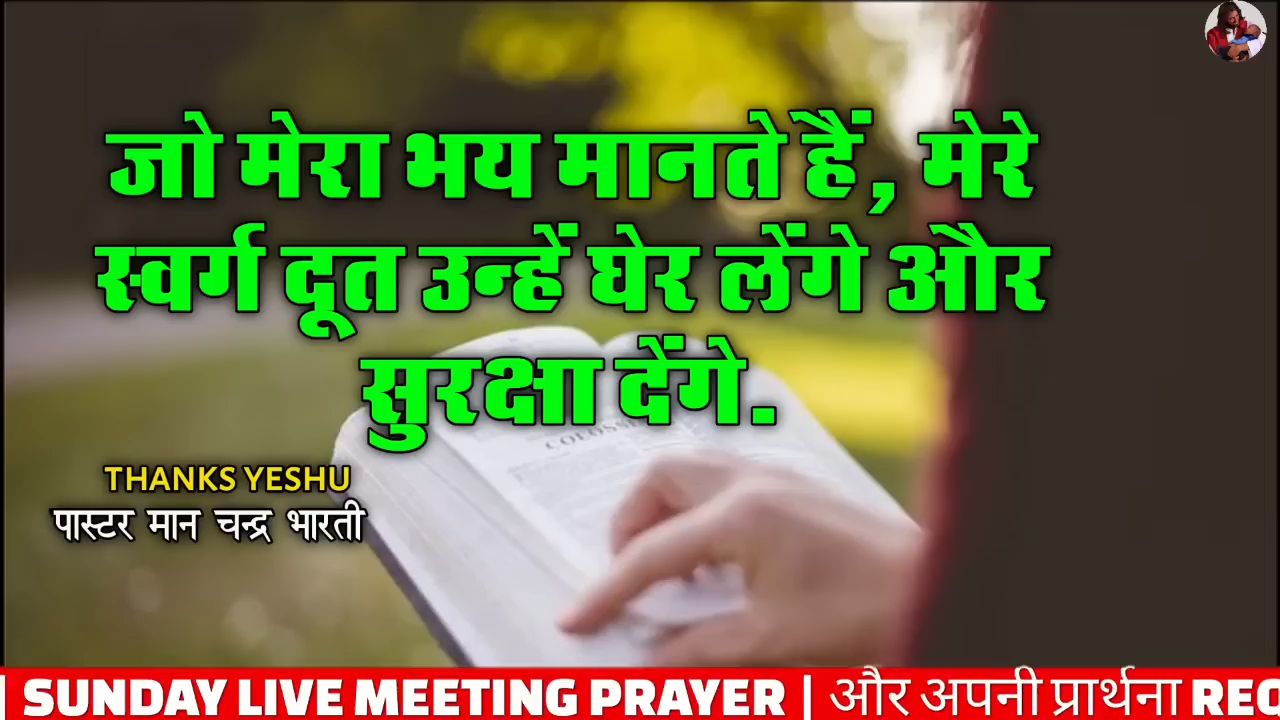 जो मेरा भय मानते हैं, मेरे
स्वर्ग दूत उन्हें घेर लेंगे और
सुरक्षा देंगे.
THANKS YESHU
पास्टर मान चन्द्र भारती
| SUNDAY LIVE MEETING PRAYER | और अपनी प्रार्थना